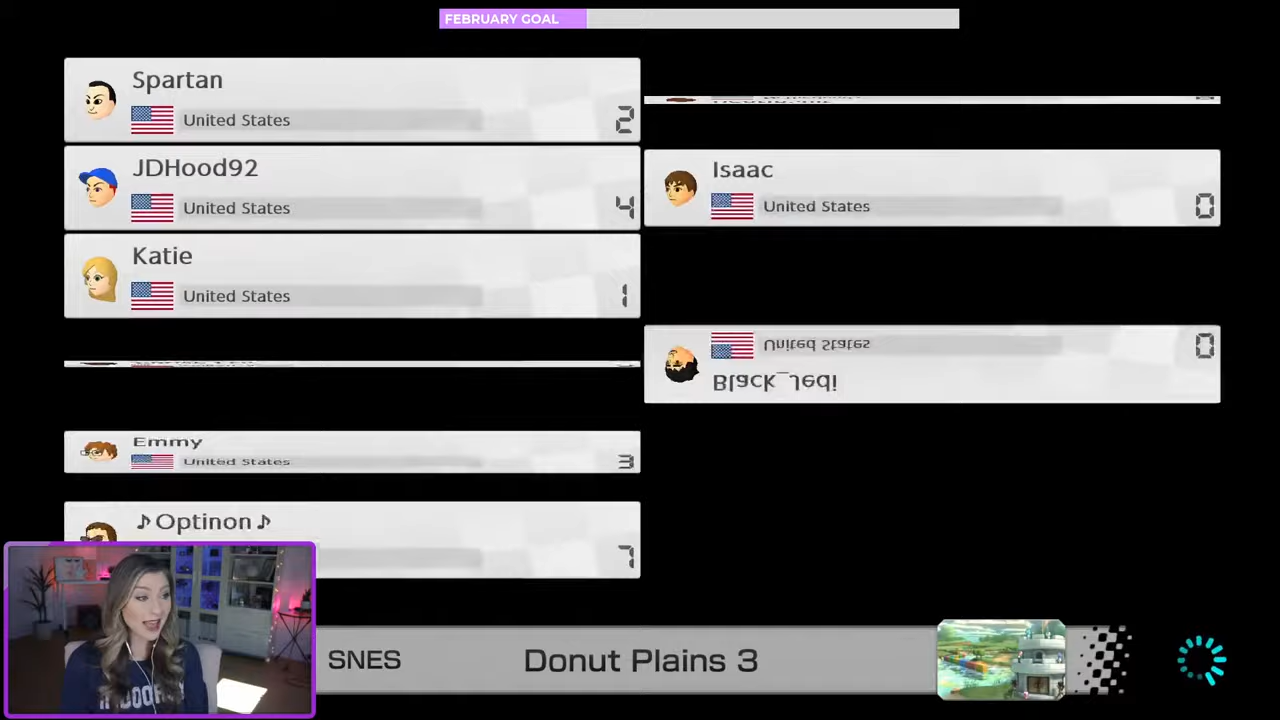 FEBRUARY GOAL
Spartan
United States
2
JDHood92
United States
4
Katie
United States
1
Emmy
United States
3
♪Optinon♪
7
Isaac
United States
0
United States
0
Black_Jedi
SNES
Donut Plains 3